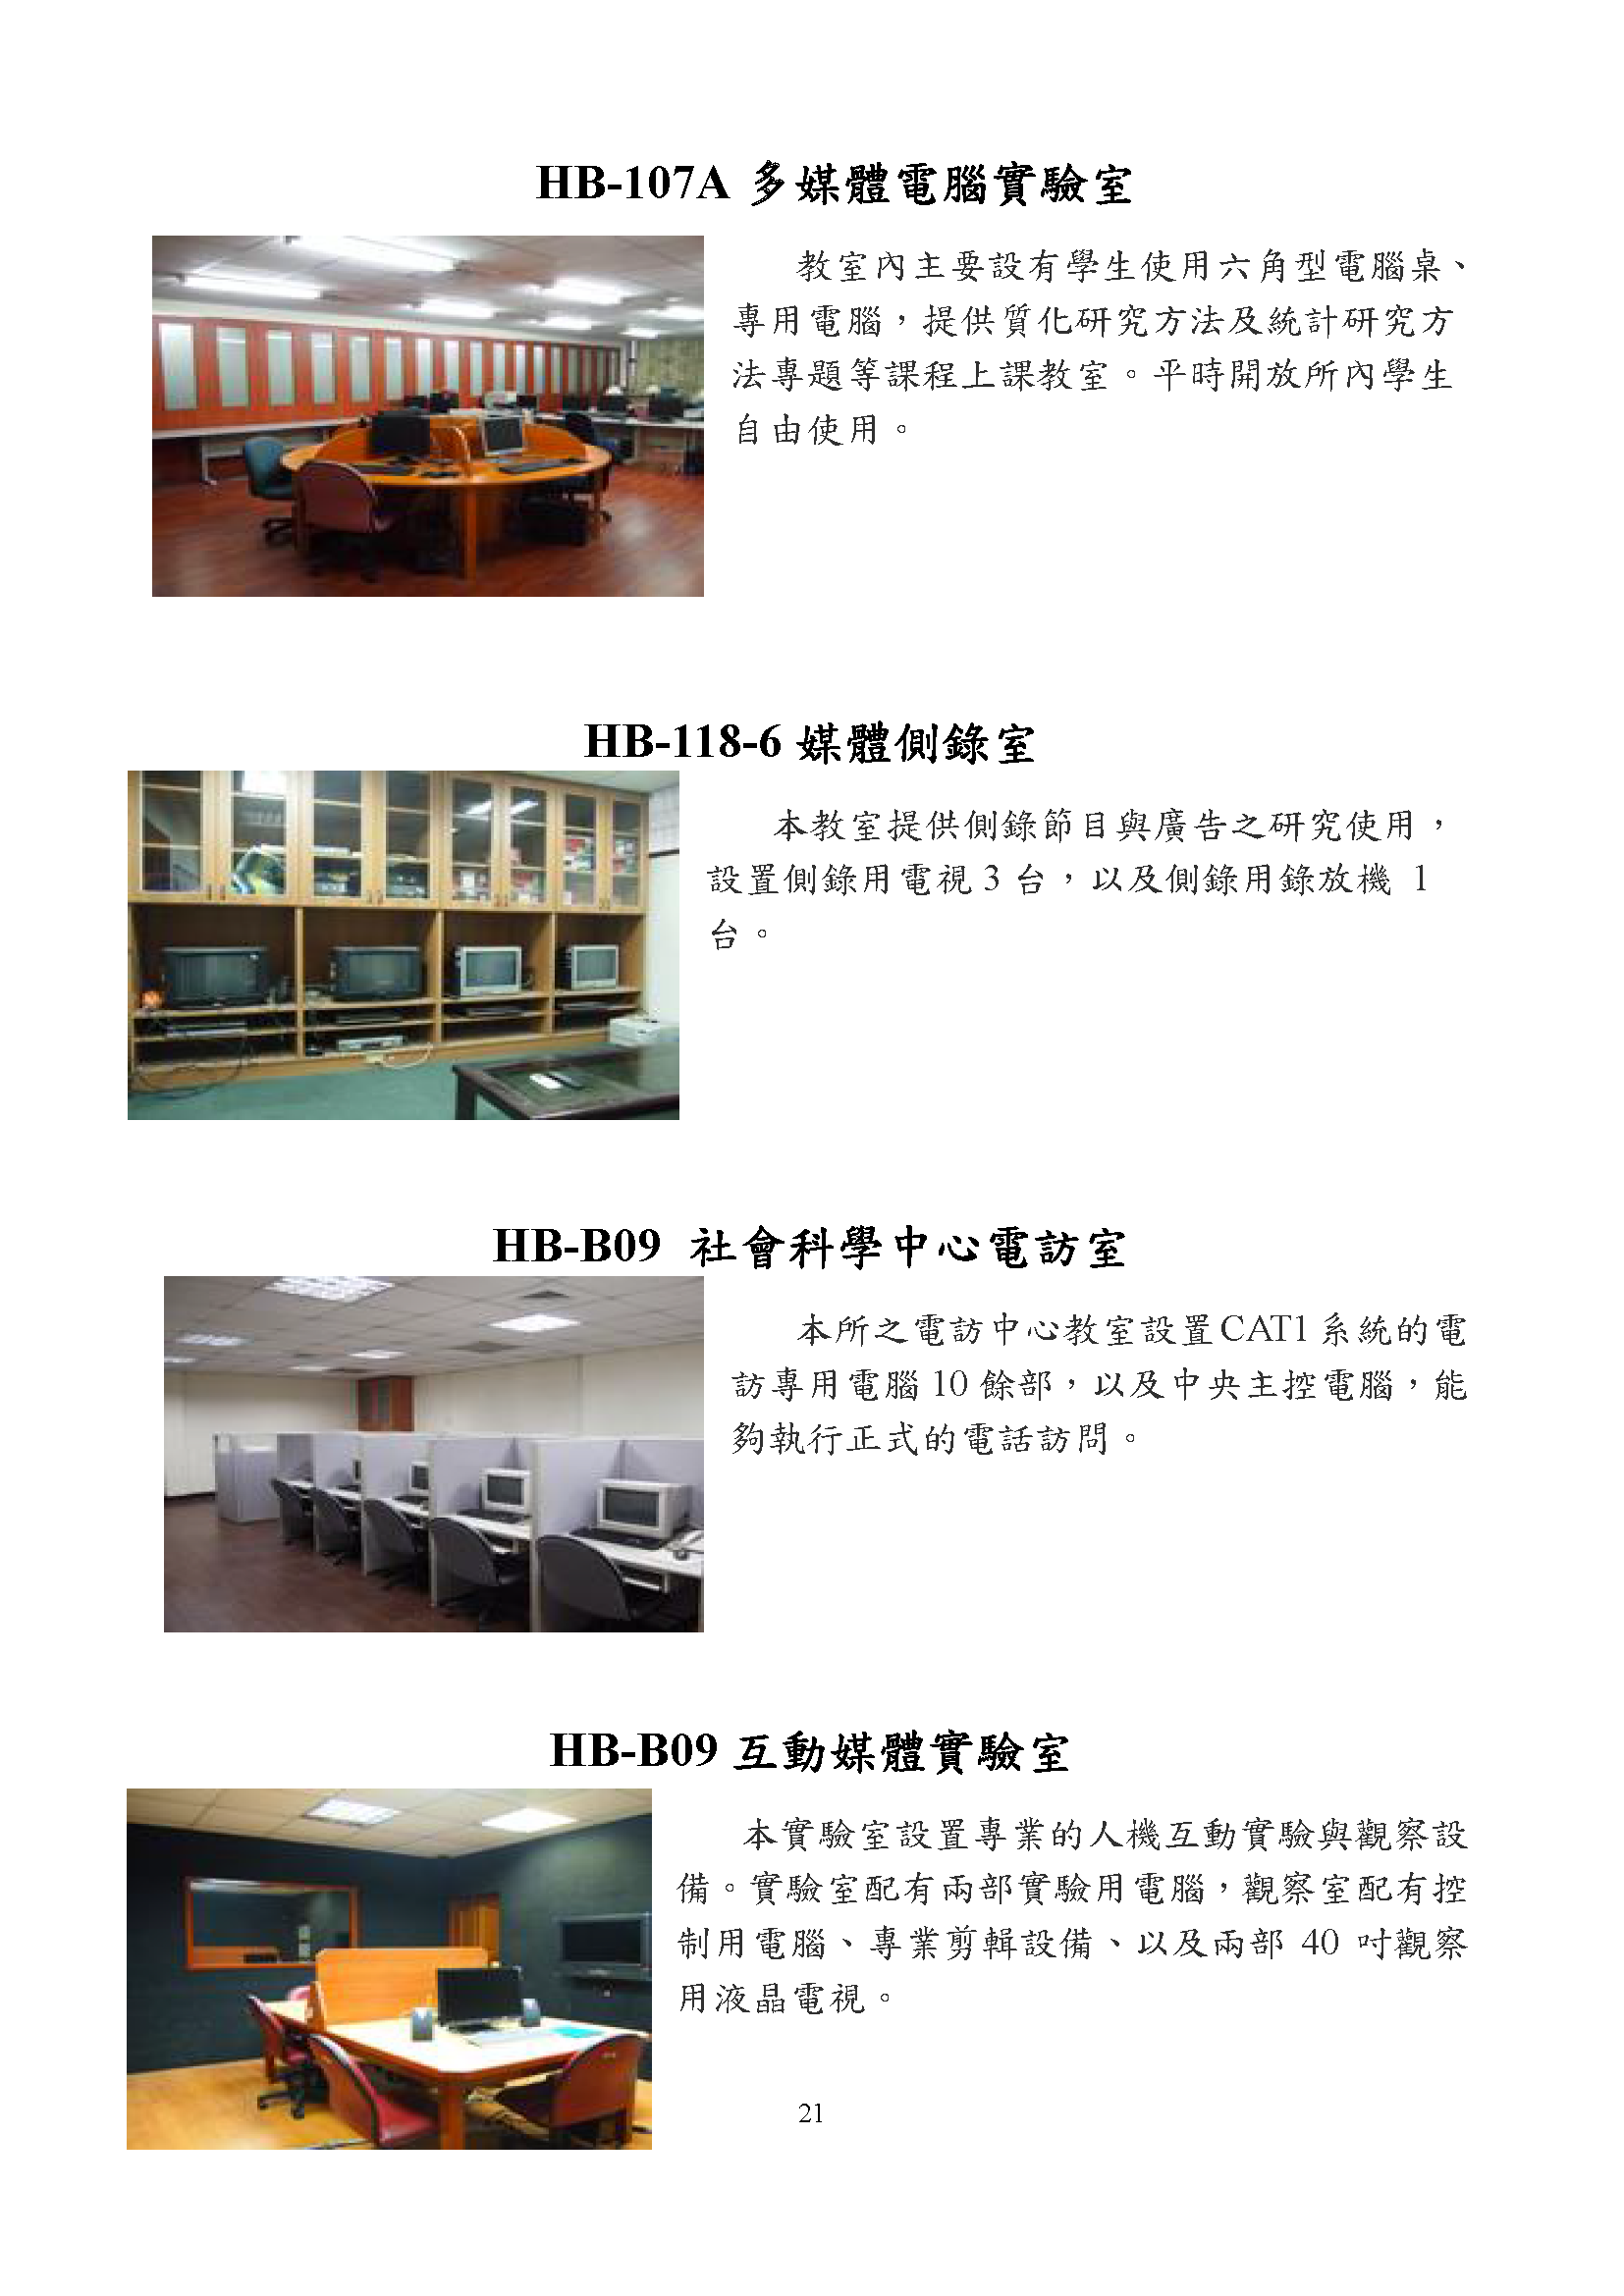 HB-107A 多媒體電腦實驗室
教室內主要設有學生使用六角型電腦桌、
專用電腦，提供質化研究方法及統計研究方
法專題等課程上課教室。平時開放所內學生
自由使用。
HB-118-6 媒體側錄室
本教室提供側錄節目與廣告之研究使用，
設置側錄用電視 3 台，以及側錄用錄放機 1
台。
HB-B09 社會科學中心電訪室
本所之電訪中心教室設置CAT1 系統的電
訪專用電腦 10 餘部，以及中央主控電腦，能
夠執行正式的電話訪問。
HB-B09 互動媒體實驗室
本實驗室設置專業的人機互動實驗與觀察設
備。實驗室配有兩部實驗用電腦，觀察室配有控
制用電腦、專業剪輯設備、以及兩部 40 吋觀察
用液晶電視。
21